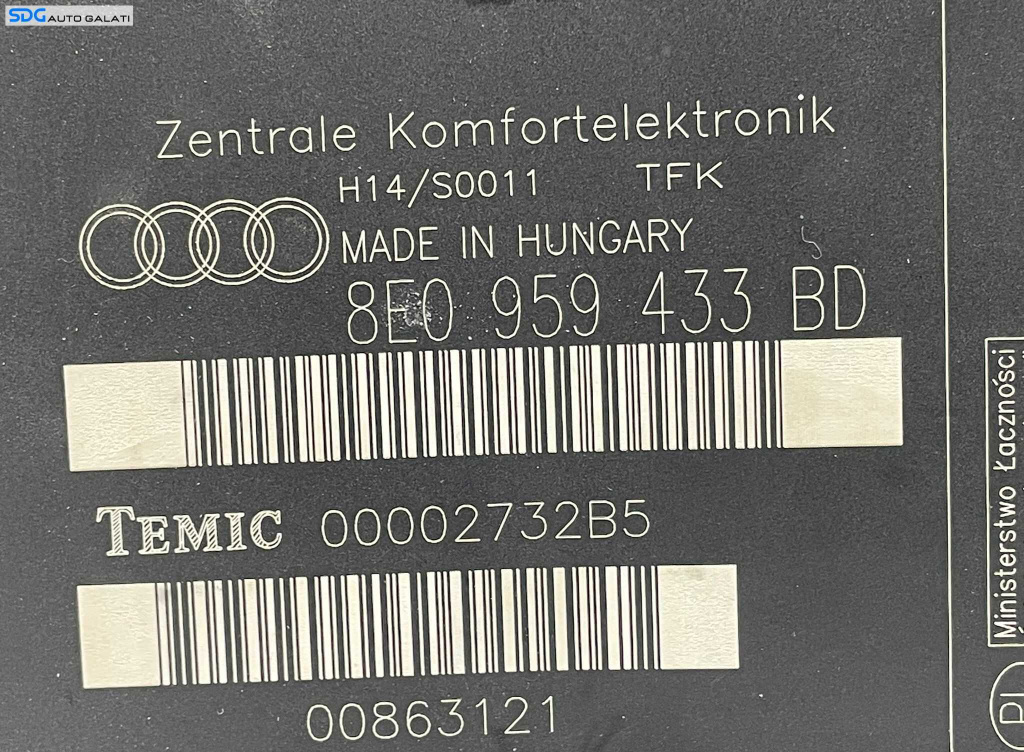 SDG AUTO GALATI
Zentrale Komfortelektronik
H14/S0011 TFK
MADE IN HUNGARY
8E0 959 433 BD
TEMIC 00002732B5
00863121
Ministerstwo Łączności